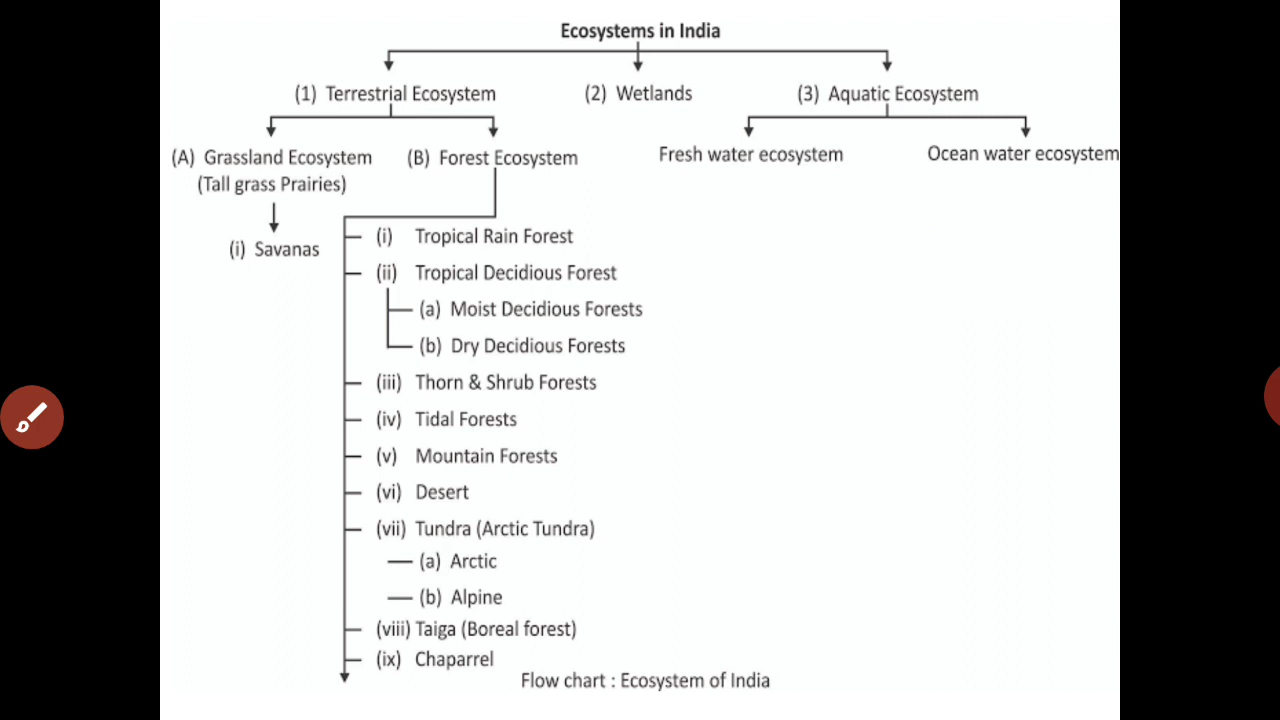 Ecosystems in India
(1) Terrestrial Ecosystem (2) Wetlands (3) Aquatic Ecosystem
(A) Grassland Ecosystem (B) Forest Ecosystem Fresh water ecosystem Ocean water ecosystem
(Tall grass Prairies)
(i) Savanas
(i) Tropical Rain Forest
(ii) Tropical Decidious Forest
(a) Moist Decidious Forests
(b) Dry Decidious Forests
(iii) Thorn & Shrub Forests
(iv) Tidal Forests
(v) Mountain Forests
(vi) Desert
(vii) Tundra (Arctic Tundra)
(a) Arctic
(b) Alpine
(viii) Taiga (Boreal forest)
(ix) Chaparrel
Flow chart : Ecosystem of India